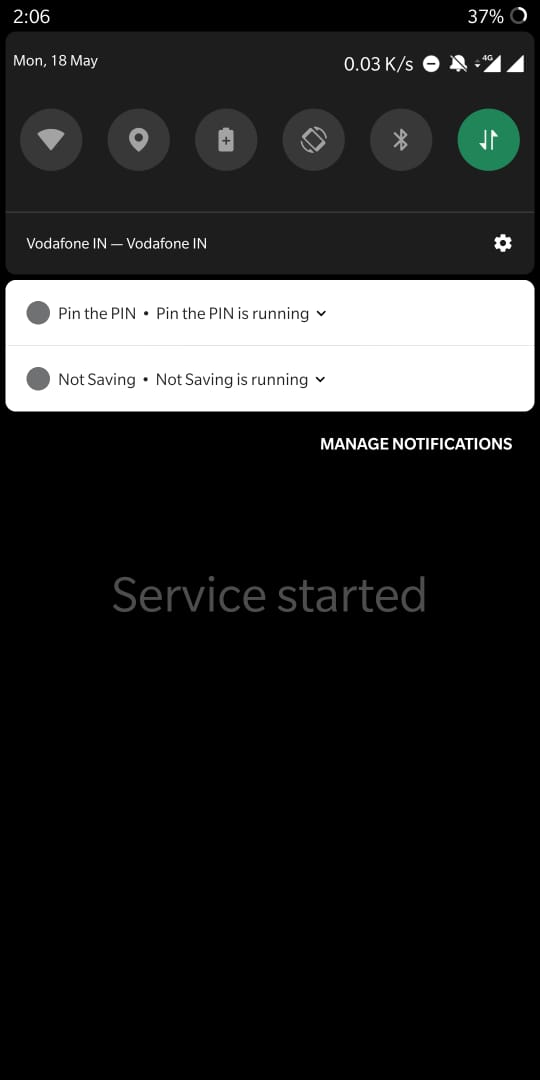 2:06 37%
Mon, 18 May 0.03 K/s 4G
Vodafone IN — Vodafone IN
Pin the PIN • Pin the PIN is running
Not Saving • Not Saving is running
MANAGE NOTIFICATIONS
Service started